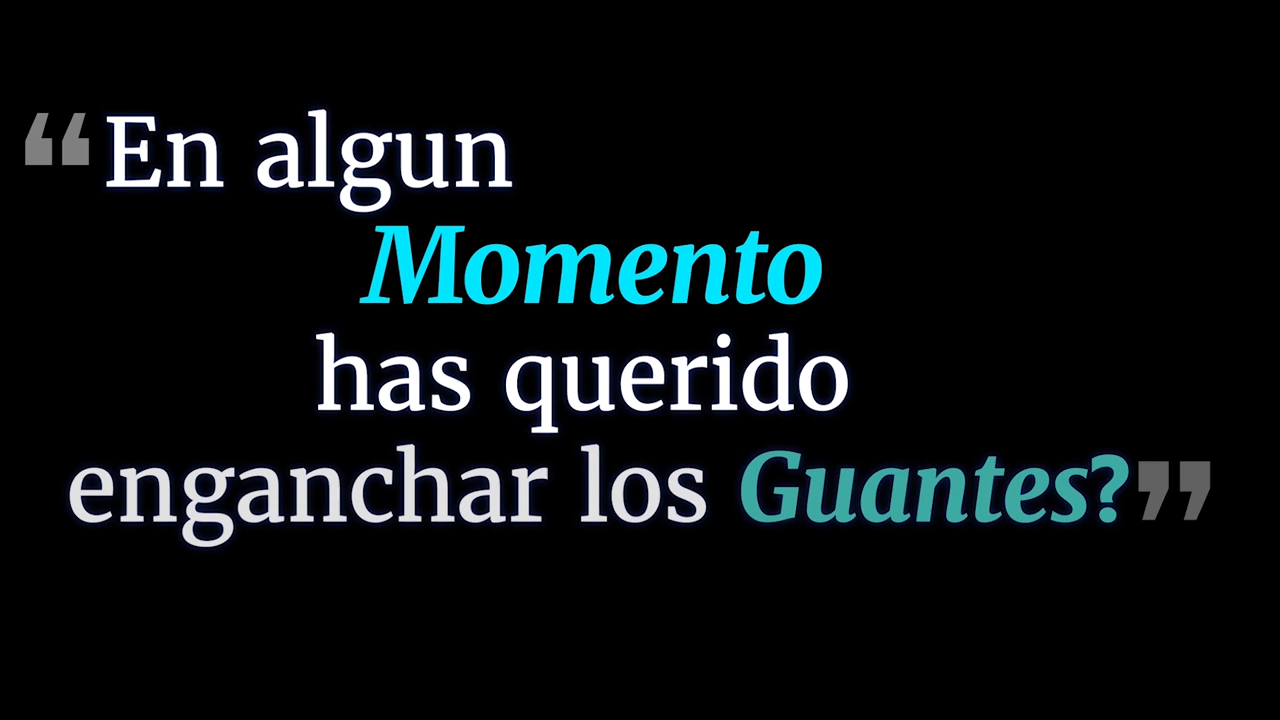 “En algun
Momento
has querido
enganchar los Guantes?”